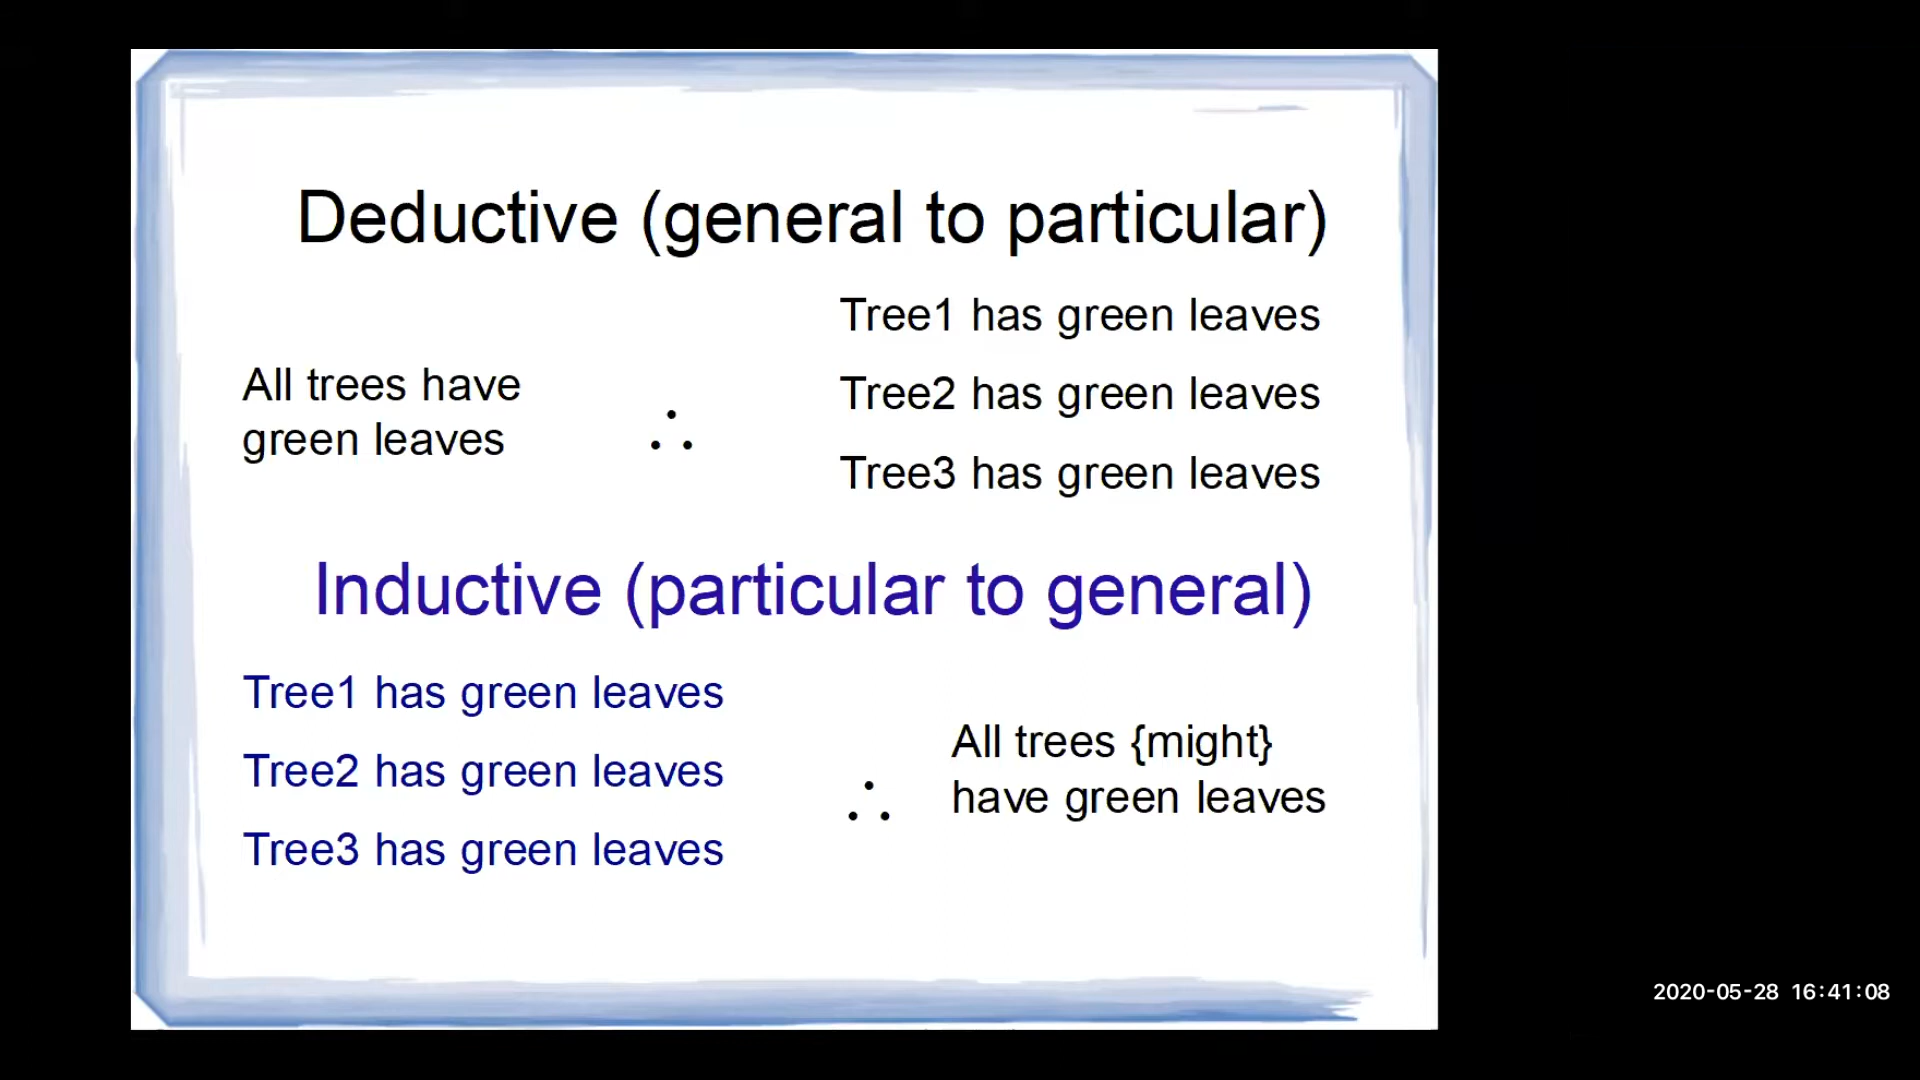 Deductive (general to particular)
Tree1 has green leaves
All trees have
green leaves
∴
Tree2 has green leaves
Tree3 has green leaves
Inductive (particular to general)
Tree1 has green leaves
Tree2 has green leaves
Tree3 has green leaves
∴
All trees {might}
have green leaves
2020-05-28 16:41:08